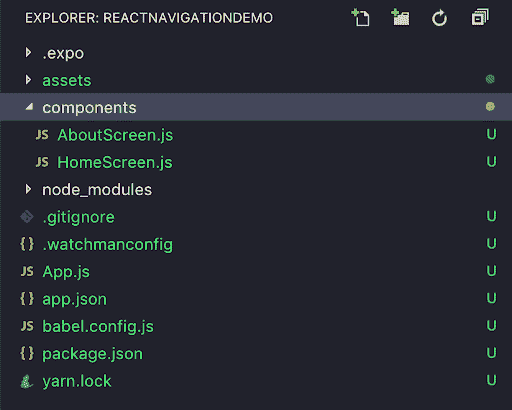 EXPLORER: REACTNAVIGATIONDEMO
.expo
assets
components
JS AboutScreen.js U
JS HomeScreen.js U
node_modules
.gitignore U
{} .watchmanconfig U
JS App.js U
{} app.json U
JS babel.config.js U
{} package.json U
yarn.lock U